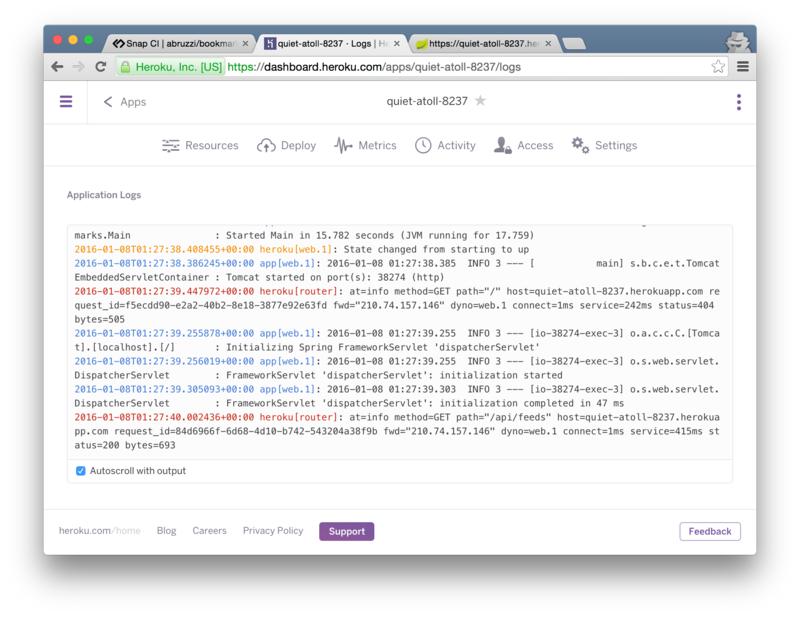 Snap CI | abruzzi/bookmar
quiet-atoll-8237 · Logs | He
https://quiet-atoll-8237.he
Heroku, Inc. [US] https://dashboard.heroku.com/apps/quiet-atoll-8237/logs
Apps
quiet-atoll-8237
Resources Deploy Metrics Activity Access Settings
Application Logs
marks.Main : Started Main in 15.782 seconds (JVM running for 17.759)
2016-01-08T01:27:38.408455+00:00 heroku[web.1]: State changed from starting to up
2016-01-08T01:27:38.386245+00:00 app[web.1]: 2016-01-08 01:27:38.385 INFO 3 --- [ main] s.b.c.e.t.Tomcat
EmbeddedServletContainer : Tomcat started on port(s): 38274 (http)
2016-01-08T01:27:39.447972+00:00 heroku[router]: at=info method=GET path="/" host=quiet-atoll-8237.herokuapp.com re
quest_id=f5ecdd90-e2a2-40b2-8e18-3877e92e63fd fwd="210.74.157.146" dyno=web.1 connect=1ms service=242ms status=404
bytes=505
2016-01-08T01:27:39.255878+00:00 app[web.1]: 2016-01-08 01:27:39.255 INFO 3 --- [io-38274-exec-3] o.a.c.c.C.[Tomca
t].[localhost].[/] : Initializing Spring FrameworkServlet 'dispatcherServlet'
2016-01-08T01:27:39.256019+00:00 app[web.1]: 2016-01-08 01:27:39.255 INFO 3 --- [io-38274-exec-3] o.s.web.servlet.
DispatcherServlet : FrameworkServlet 'dispatcherServlet': initialization started
2016-01-08T01:27:39.305093+00:00 app[web.1]: 2016-01-08 01:27:39.303 INFO 3 --- [io-38274-exec-3] o.s.web.servlet.
DispatcherServlet : FrameworkServlet 'dispatcherServlet': initialization completed in 47 ms
2016-01-08T01:27:40.002436+00:00 heroku[router]: at=info method=GET path="/api/feeds" host=quiet-atoll-8237.herokua
pp.com request_id=84d6966f-6d68-4d10-b742-543204a38f9b fwd="210.74.157.146" dyno=web.1 connect=1ms service=415ms st
atus=200 bytes=693
Autoscroll with output
heroku.com/home Blog Careers Privacy Policy Support Feedback